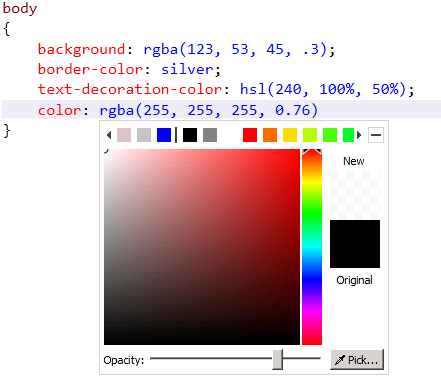 body
{
background: rgba(123, 53, 45, .3);
border-color: silver;
text-decoration-color: hsl(240, 100%, 50%);
color: rgba(255, 255, 255, 0.76)
}
New
Original
Opacity:
Pick...